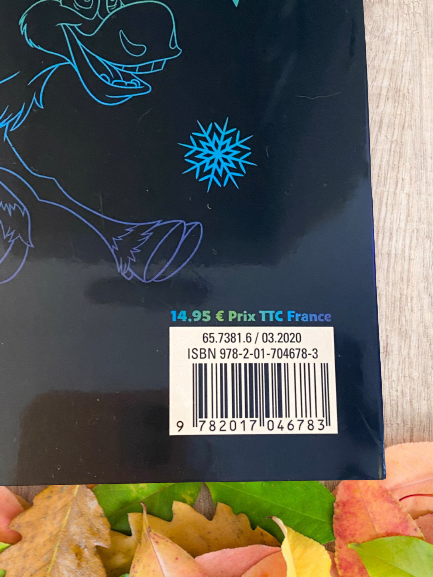 14.95 € Prix TTC France
65.7381.6 / 03.2020
ISBN 978-2-01-704678-3
9 782017 046783